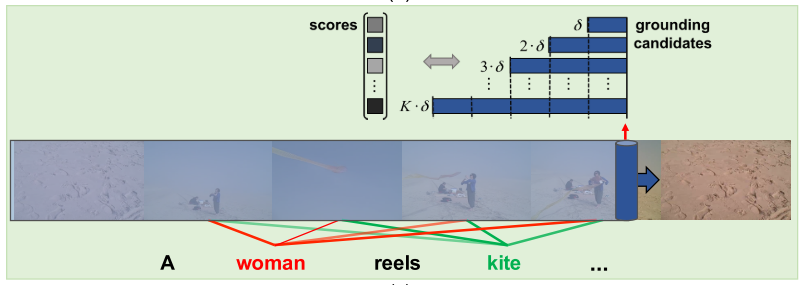 scores
δ
grounding
2·δ
candidates
3·δ
⋮
⋮ ⋮ ⋮ ⋮
K·δ
A woman reels kite ...